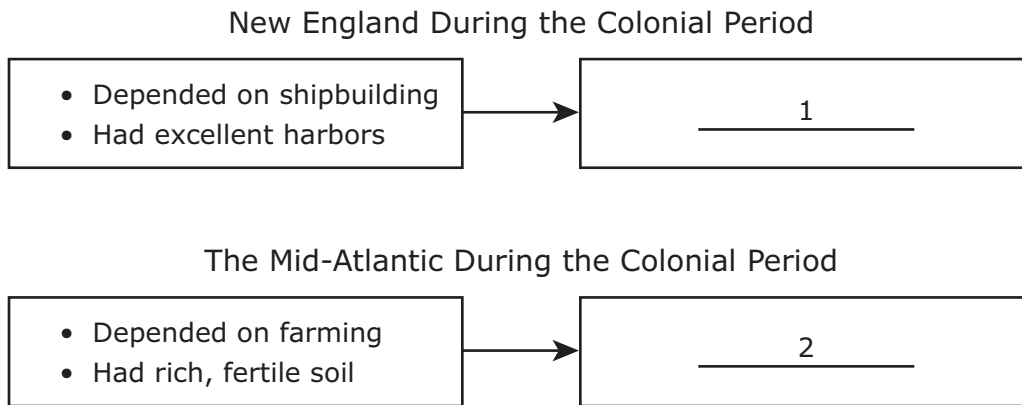 New England During the Colonial Period
• Depended on shipbuilding
• Had excellent harbors
1
The Mid-Atlantic During the Colonial Period
• Depended on farming
• Had rich, fertile soil
2